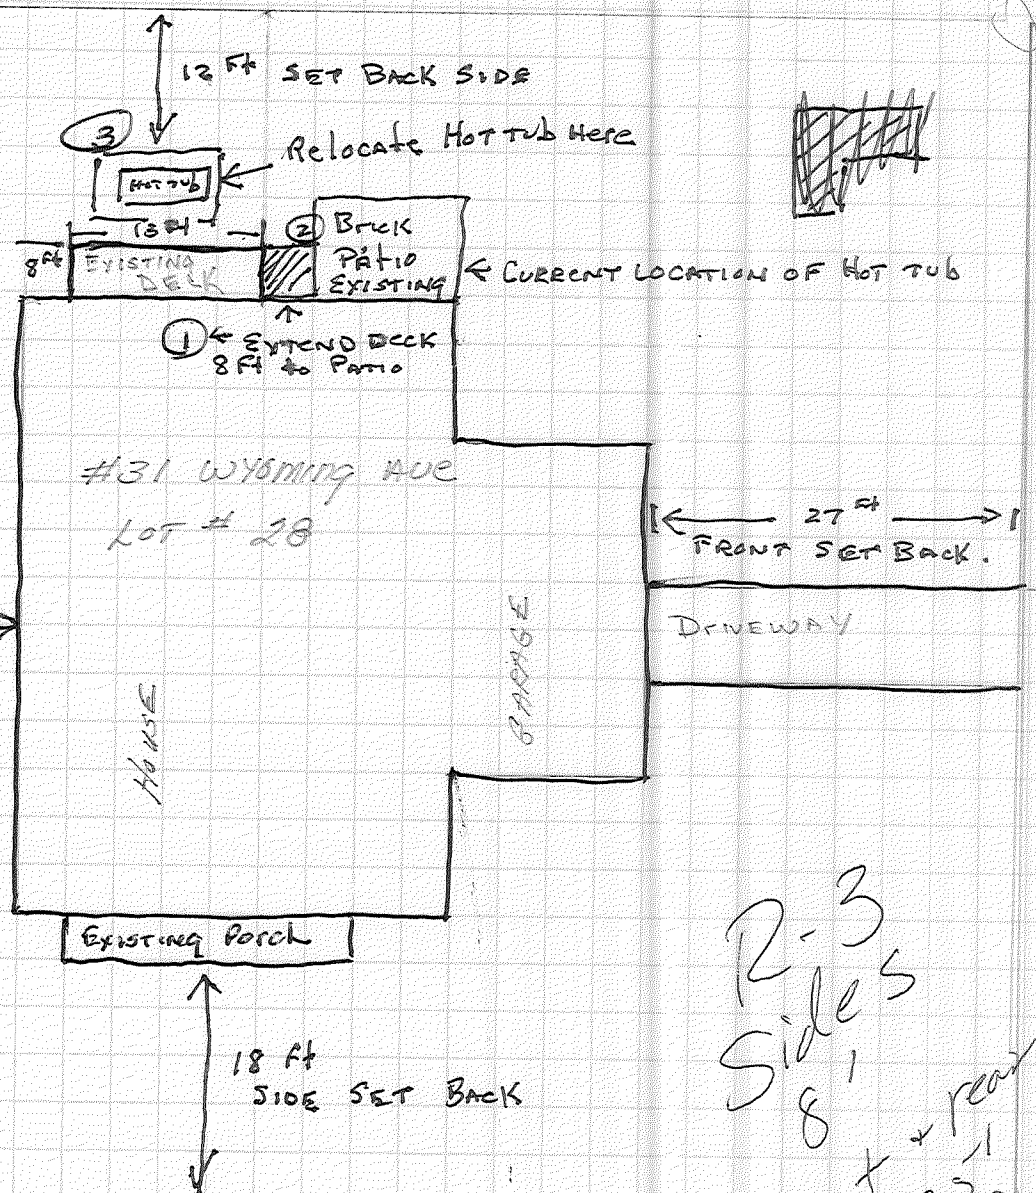 12 Ft SET BACK SIDE
3
Relocate HOT TUb Here
HOT TUb
13 Ft
2
Brick
Patio
EXISTING
8 Ft
EXISTING
DECK
CURRENT LOCATION OF HOT TUB
1
EXTEND DECK
8 Ft to PATIO
#31 WYOMING AVE
LOT # 28
27 Ft
FRONT SET BACK.
DRIVEWAY
GARAGE
HOUSE
EXISTING PORCH
18 Ft
SIDE SET BACK
R-3
Sides
8'
rear